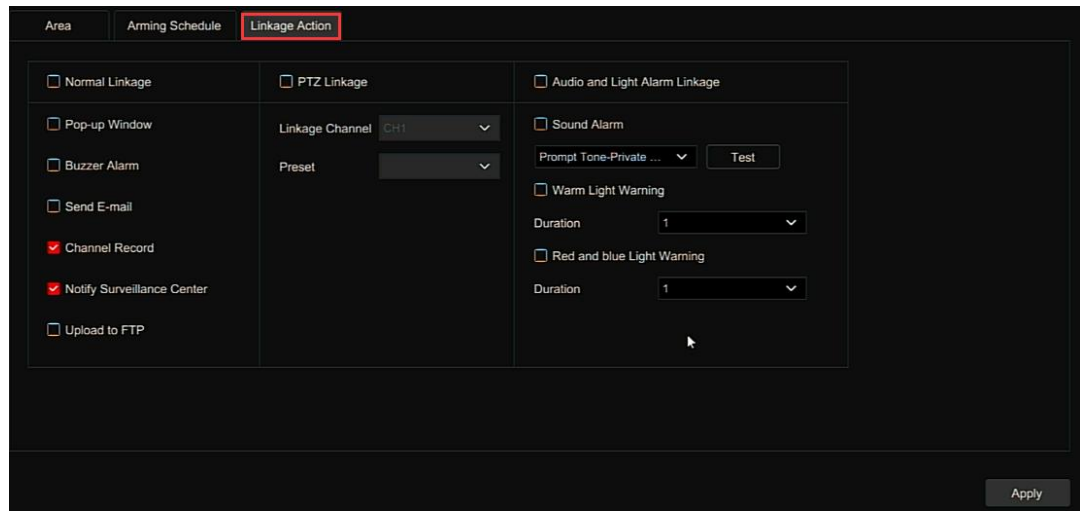 Area
Arming Schedule
Linkage Action
Normal Linkage
Pop-up Window
Buzzer Alarm
Send E-mail
Channel Record
Notify Surveillance Center
Upload to FTP
PTZ Linkage
Linkage Channel CH1
Preset
Audio and Light Alarm Linkage
Sound Alarm
Prompt Tone-Private ... Test
Warm Light Warning
Duration 1
Red and blue Light Warning
Duration 1
Apply